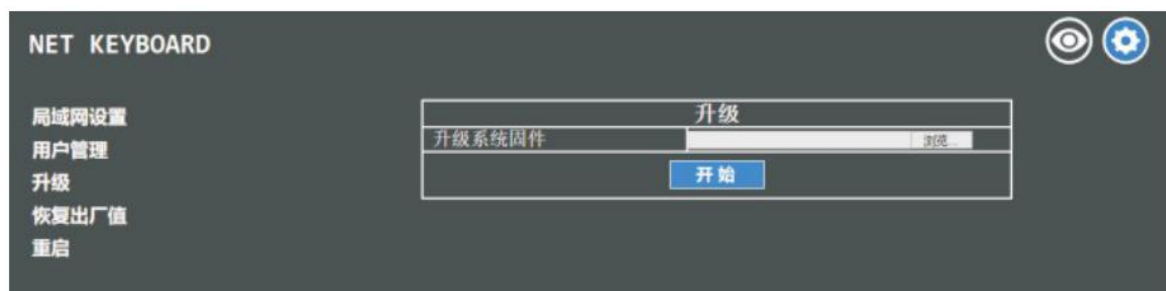 NET KEYBOARD
局域网设置
用户管理
升级
恢复出厂值
重启
升级
升级系统固件
浏览...
开始